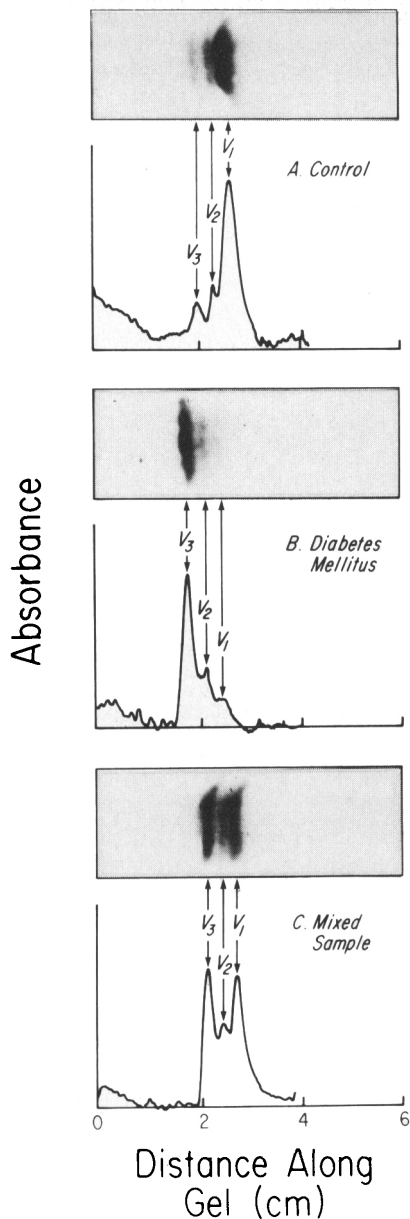 V1
V2
V3
A. Control
V3
V2
V1
B. Diabetes
Mellitus
V3
V1
V2
C. Mixed
Sample
Absorbance
0 2 4 6
Distance Along
Gel (cm)